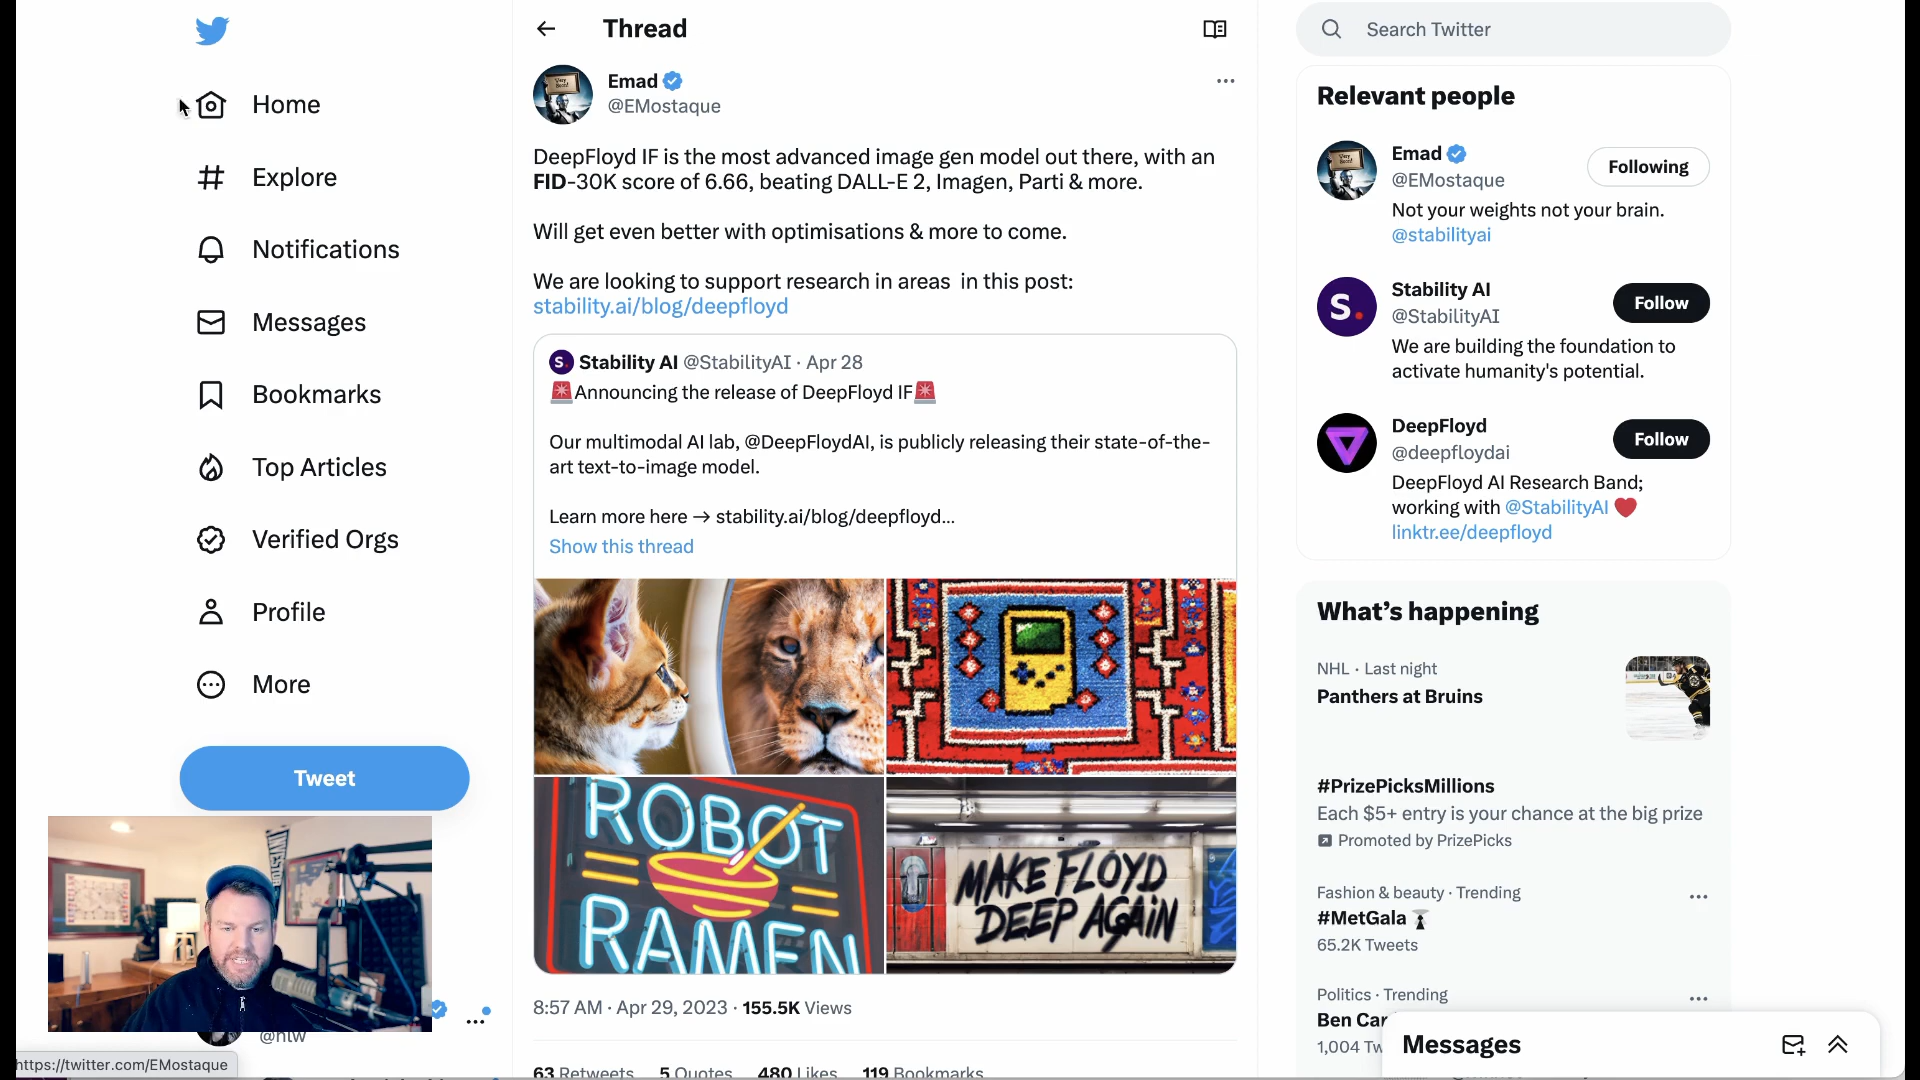 Thread
Search Twitter
Home
Explore
Notifications
Messages
Bookmarks
Top Articles
Verified Orgs
Profile
More
Tweet
@nlw
https://twitter.com/EMostaque
Emad
@EMostaque
DeepFloyd IF is the most advanced image gen model out there, with an
FID-30K score of 6.66, beating DALL-E 2, Imagen, Parti & more.
Will get even better with optimisations & more to come.
We are looking to support research in areas in this post:
stability.ai/blog/deepfloyd
S. Stability AI @StabilityAI · Apr 28
🚨Announcing the release of DeepFloyd IF🚨
Our multimodal AI lab, @DeepFloydAI, is publicly releasing their state-of-the-
art text-to-image model.
Learn more here → stability.ai/blog/deepfloyd...
Show this thread
ROBOT
RAMEN
MAKE FLOYD
DEEP AGAIN
8:57 AM · Apr 29, 2023 · 155.5K Views
63 Retweets 5 Quotes 480 Likes 119 Bookmarks
Relevant people
Emad
@EMostaque
Following
Not your weights not your brain.
@stabilityai
S.
Stability AI
@StabilityAI
Follow
We are building the foundation to
activate humanity's potential.
DeepFloyd
@deepfloydai
Follow
DeepFloyd AI Research Band;
working with @StabilityAI ❤️
linktr.ee/deepfloyd
What's happening
NHL · Last night
Panthers at Bruins
#PrizePicksMillions
Each $5+ entry is your chance at the big prize
Promoted by PrizePicks
Fashion & beauty · Trending
#MetGala
65.2K Tweets
Politics · Trending
Ben Car
1,004 Tw
Messages